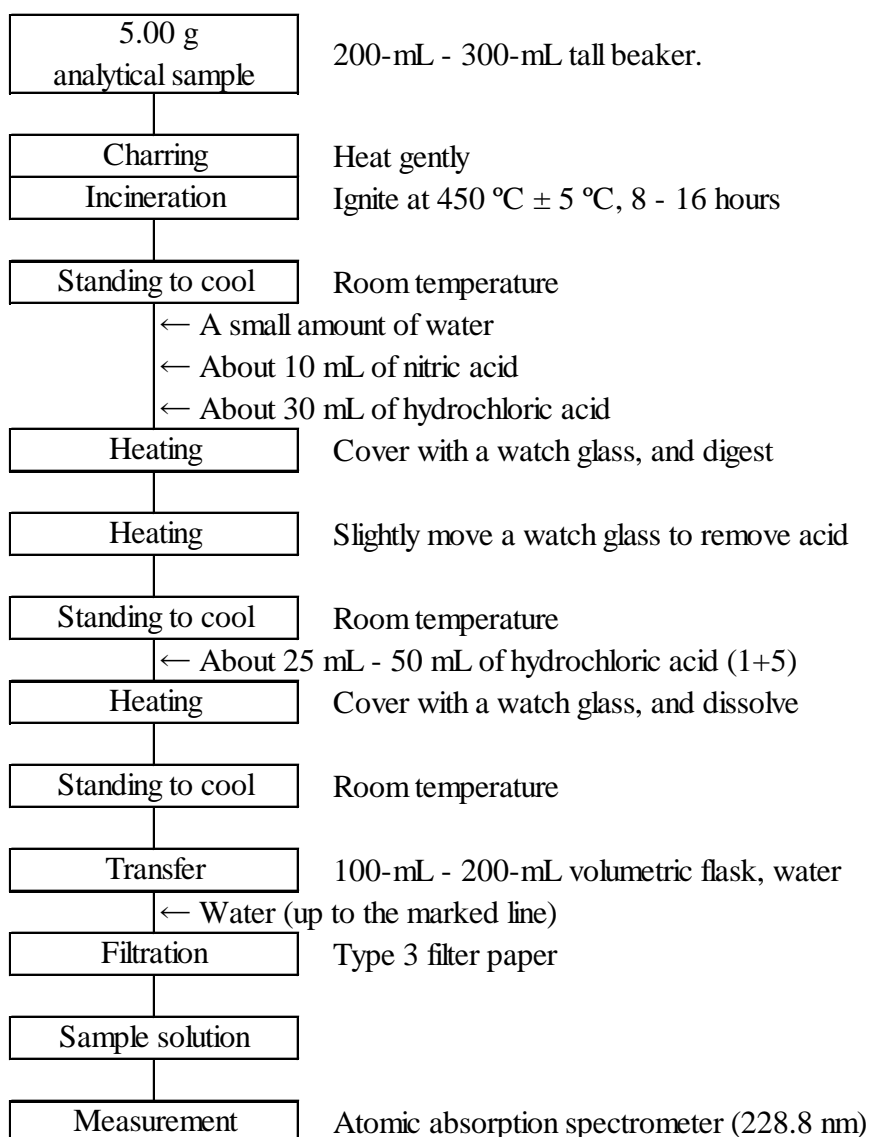 5.00 g
analytical sample
200-mL - 300-mL tall beaker.
Charring
Heat gently
Incineration
Ignite at 450 ºC ± 5 ºC, 8 - 16 hours
Standing to cool
Room temperature
← A small amount of water
← About 10 mL of nitric acid
← About 30 mL of hydrochloric acid
Heating
Cover with a watch glass, and digest
Heating
Slightly move a watch glass to remove acid
Standing to cool
Room temperature
← About 25 mL - 50 mL of hydrochloric acid (1+5)
Heating
Cover with a watch glass, and dissolve
Standing to cool
Room temperature
Transfer
100-mL - 200-mL volumetric flask, water
← Water (up to the marked line)
Filtration
Type 3 filter paper
Sample solution
Measurement
Atomic absorption spectrometer (228.8 nm)